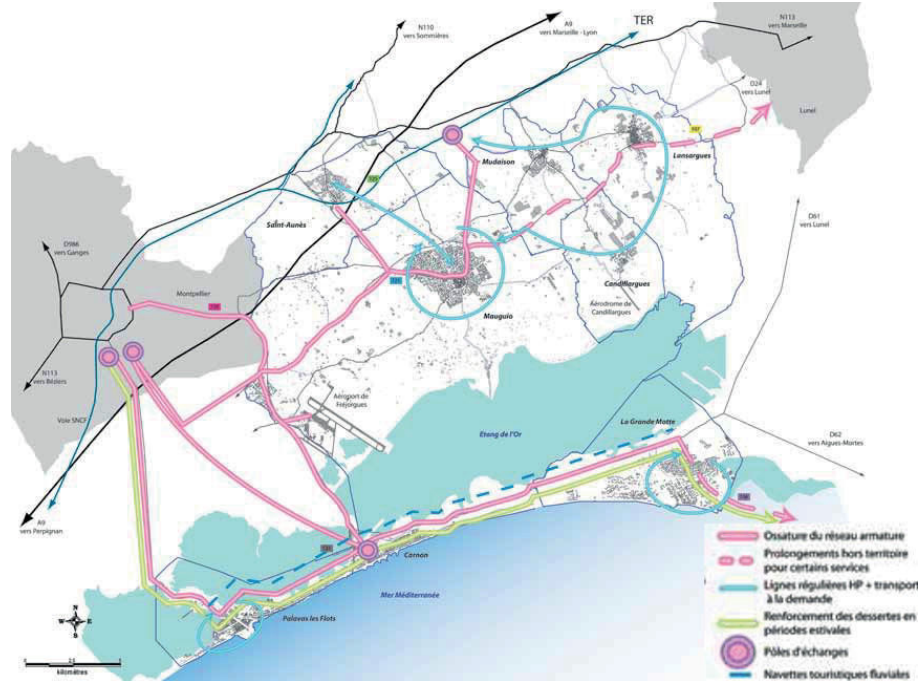 N110
vers Sommières
A9
vers Marseille - Lyon
TER
N113
vers Marseille
D24
vers Lunel
Lunel
Mudaison
Lansargues
Saint-Aunès
D986
vers Ganges
Montpellier
D61
vers Lunel
Candillargues
Aérodrome de
Candillargues
Mauguio
N113
vers Béziers
Voie SNCF
Aéroport de
Fréjorgues
Etang de l'Or
La Grande Motte
D62
vers Aigues-Mortes
A9
vers Perpignan
Carnon
Mer Méditerranée
Palavas les Flots
N
W
E
S
kilomètres
Ossature du réseau armature
Prolongements hors territoire
pour certains services
Lignes régulières HP + transport
à la demande
Renforcement des dessertes en
périodes estivales
Pôles d'échanges
Navettes touristiques fluviales